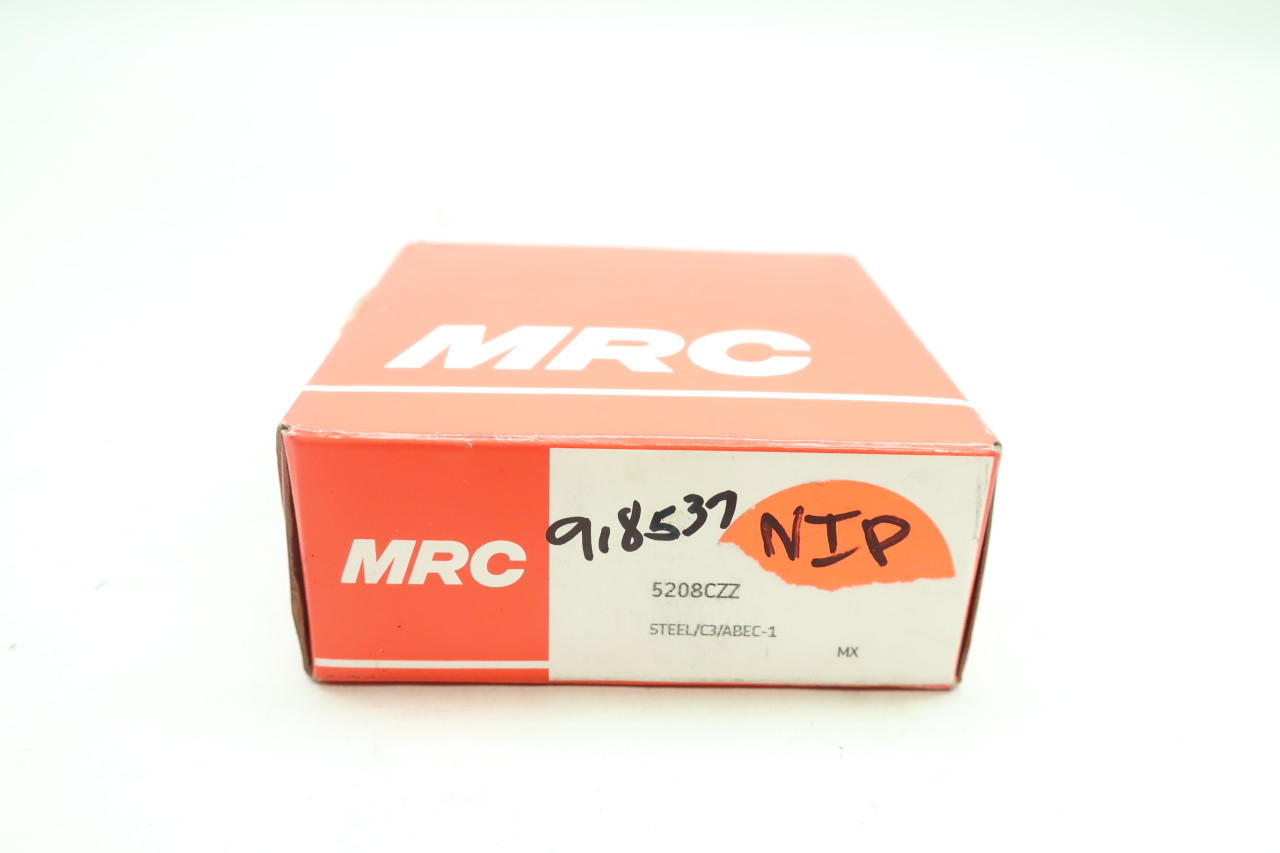 MRC
MRC
918537
NIP
5208CZZ
STEEL/C3/ABEC-1
MX